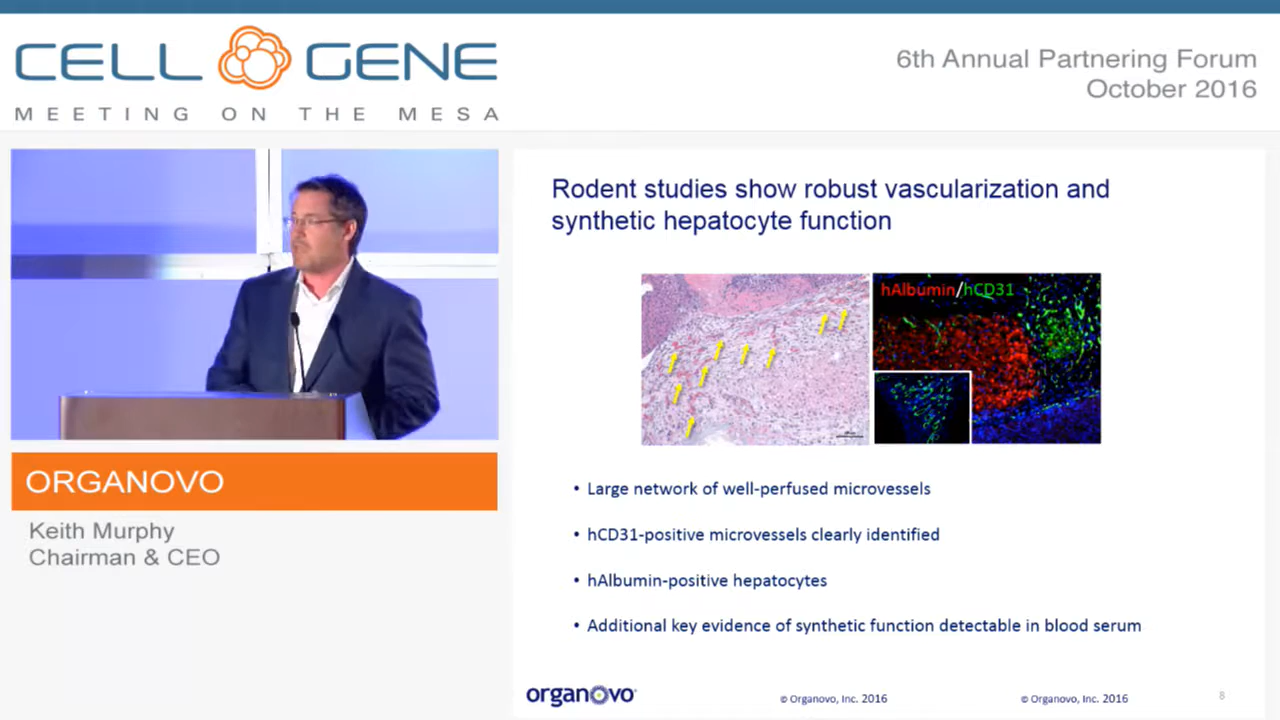 CELL GENE
MEETING ON THE MESA
6th Annual Partnering Forum
October 2016
ORGANOVO
Keith Murphy
Chairman & CEO
Rodent studies show robust vascularization and
synthetic hepatocyte function
hAlbumin/hCD31
• Large network of well-perfused microvessels
• hCD31-positive microvessels clearly identified
• hAlbumin-positive hepatocytes
• Additional key evidence of synthetic function detectable in blood serum
organovo
© Organovo, Inc. 2016
© Organovo, Inc. 2016
8